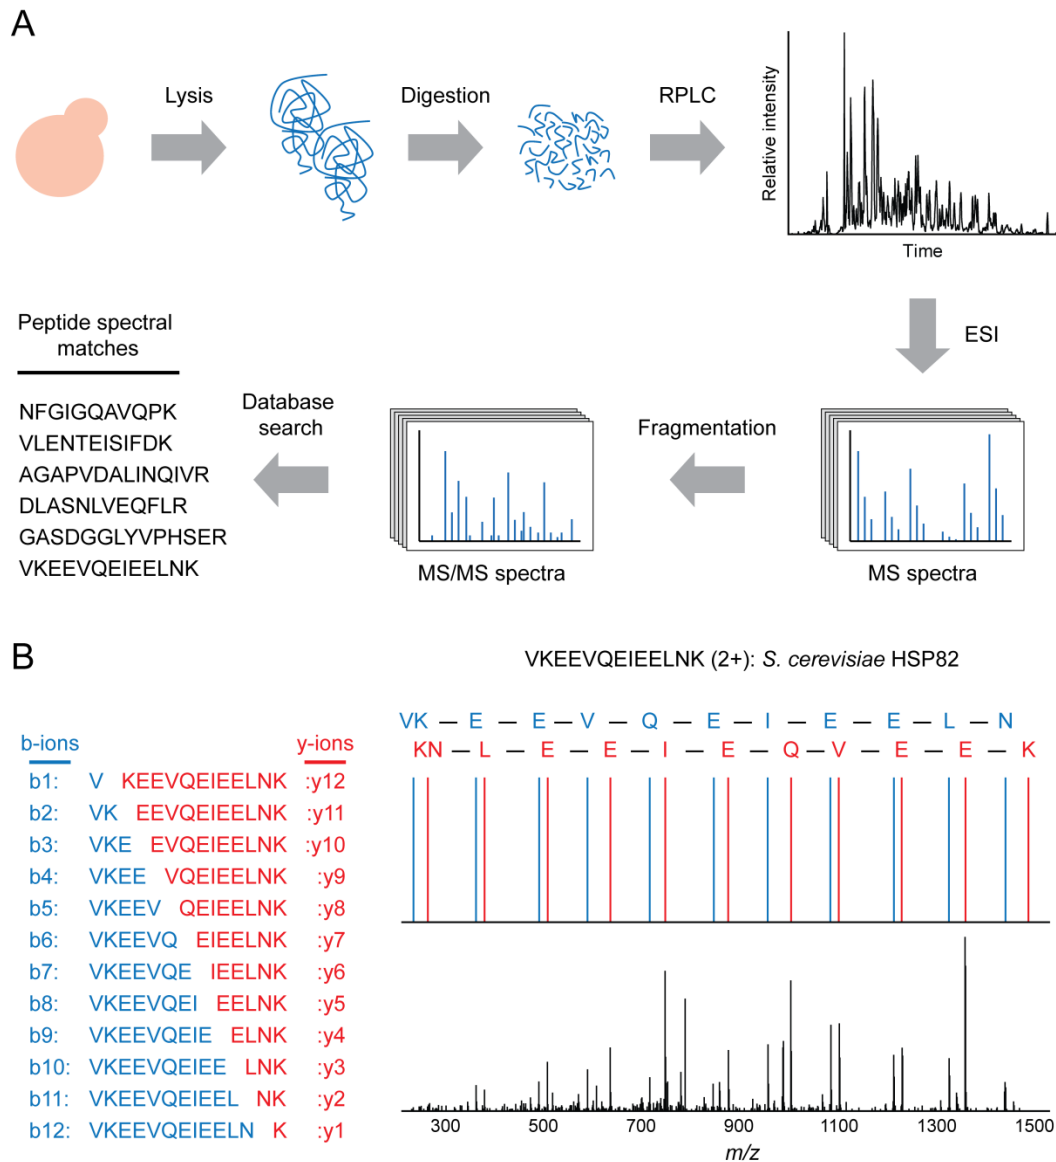 A
Lysis
Digestion
RPLC
Relative intensity
Time
ESI
Peptide spectral
matches
NFGIGQAVQPK
VLENTEISIFDK
AGAPVDALINQIVR
DLASNLVEQFLR
GASDGGLYVPHSER
VKEEVQEIEELNK
Database
search
MS/MS spectra
Fragmentation
MS spectra
B
VKEEVQEIEELNK (2+): S. cerevisiae HSP82
b-ions y-ions
b1: V KEEVQEIEELNK :y12
b2: VK EEVQEIEELNK :y11
b3: VKE EVQEIEELNK :y10
b4: VKEE VQEIEELNK :y9
b5: VKEEV QEIEELNK :y8
b6: VKEEVQ EIEELNK :y7
b7: VKEEVQE IEELNK :y6
b8: VKEEVQEI EELNK :y5
b9: VKEEVQEIE ELNK :y4
b10: VKEEVQEIEE LNK :y3
b11: VKEEVQEIEEL NK :y2
b12: VKEEVQEIEELN K :y1
VK — E — E — V — Q — E — I — E — E — L — N
KN — L — E — E — I — E — Q — V — E — E — K
300 500 700 900 1100 1300 1500
m/z